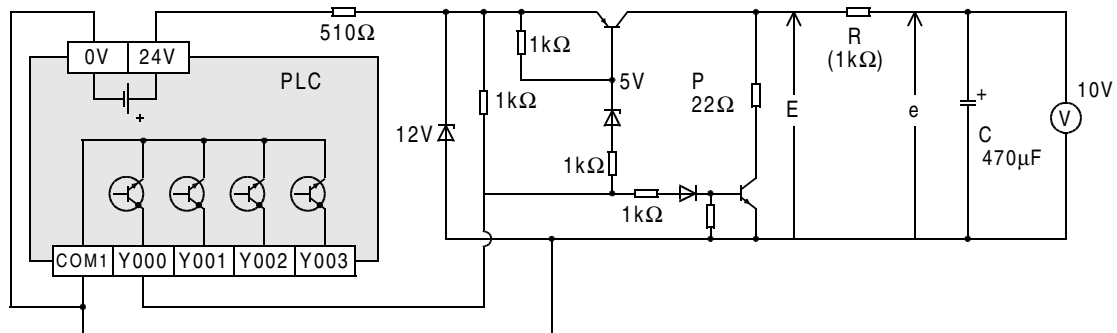 510Ω
0V 24V
PLC
+
12V
1kΩ
1kΩ
5V
1kΩ
1kΩ
P
22Ω
E
R
(1kΩ)
e
+
C
470μF
10V
V
COM1 Y000 Y001 Y002 Y003